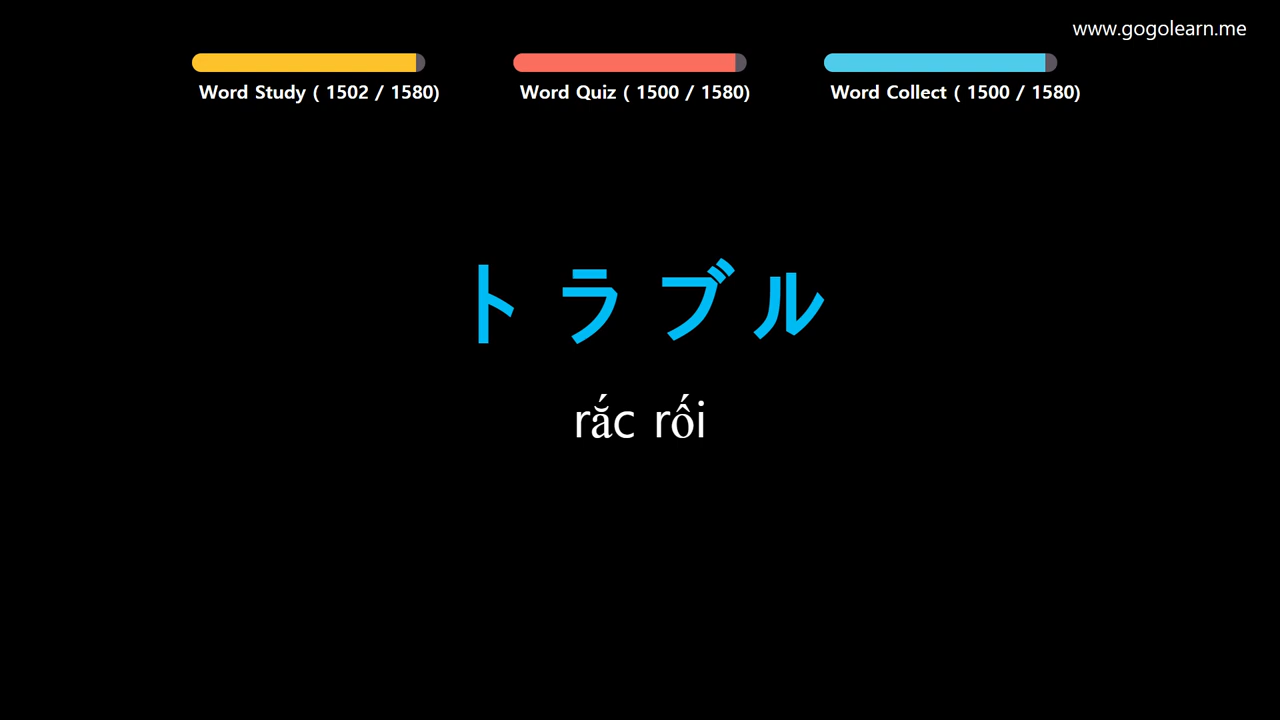 www.gogolearn.me
Word Study ( 1502 / 1580)
Word Quiz ( 1500 / 1580)
Word Collect ( 1500 / 1580)
トラブル
rắc rối